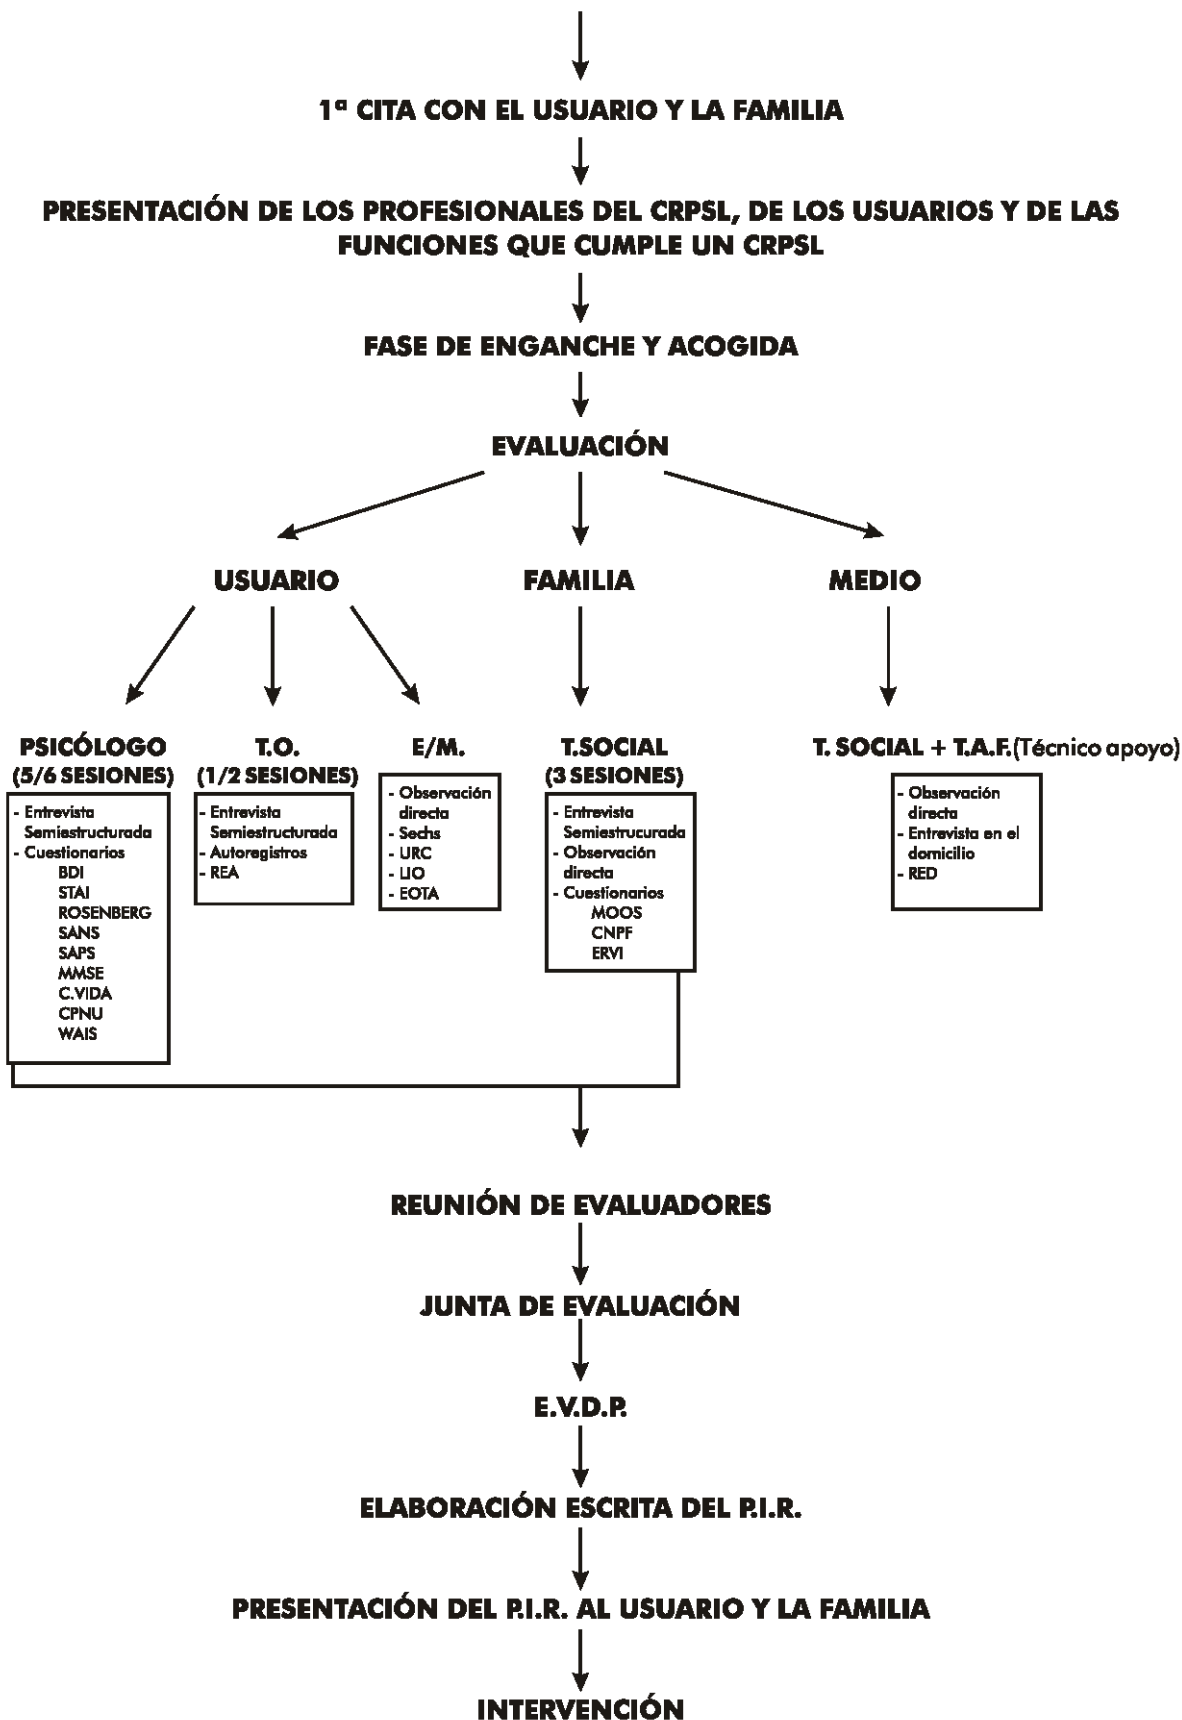 1ª CITA CON EL USUARIO Y LA FAMILIA
PRESENTACIÓN DE LOS PROFESIONALES DEL CRPSL, DE LOS USUARIOS Y DE LAS
FUNCIONES QUE CUMPLE UN CRPSL
FASE DE ENGANCHE Y ACOGIDA
EVALUACIÓN
USUARIO
FAMILIA
MEDIO
PSICÓLOGO
(5/6 SESIONES)
- Entrevista
Semiestructurada
- Cuestionarios
BDI
STAI
ROSENBERG
SANS
SAPS
MMSE
C.VIDA
CPNU
WAIS
T.O.
(1/2 SESIONES)
- Entrevista
Semiestructurada
- Autoregistros
- REA
E/M.
- Observación
directa
- Sechs
- URC
- LIO
- EOTA
T.SOCIAL
(3 SESIONES)
- Entrevista
Semiestrucurada
- Observación
directa
- Cuestionarios
MOOS
CNPF
ERVI
T. SOCIAL + T.A.F.(Técnico apoyo)
- Observación
directa
- Entrevista en el
domicilio
- RED
REUNIÓN DE EVALUADORES
JUNTA DE EVALUACIÓN
E.V.D.P.
ELABORACIÓN ESCRITA DEL P.I.R.
PRESENTACIÓN DEL P.I.R. AL USUARIO Y LA FAMILIA
INTERVENCIÓN